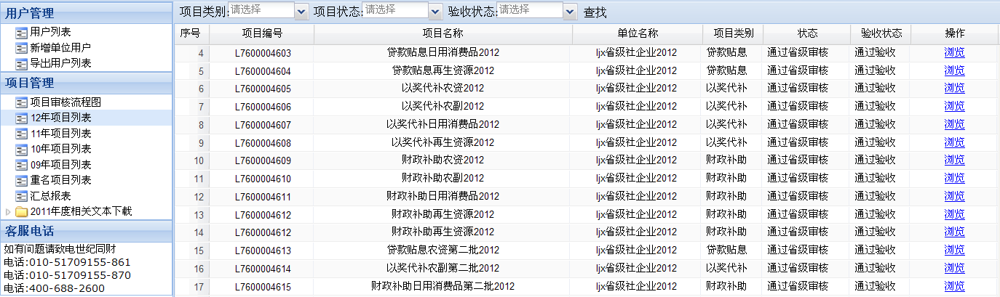 用户管理
用户列表
新增单位用户
导出用户列表
项目管理
项目审核流程图
12年项目列表
11年项目列表
10年项目列表
09年项目列表
重名项目列表
汇总报表
2011年度相关文本下载
客服电话
如有问题请致电世纪同财
电话:010-51709155-861
电话:010-51709155-870
电话:400-688-2600
项目类别:请选择 项目状态:请选择 验收状态:请选择 查找
序号 项目编号 项目名称 单位名称 项目类别 状态 验收状态 操作
4 L7600004603 贷款贴息日用消费品2012 ljx省级社企业2012 贷款贴息 通过省级审核 通过验收 浏览
5 L7600004604 贷款贴息再生资源2012 ljx省级社企业2012 贷款贴息 通过省级审核 通过验收 浏览
6 L7600004605 以奖代补农资2012 ljx省级社企业2012 以奖代补 通过省级审核 通过验收 浏览
7 L7600004606 以奖代补农副2012 ljx省级社企业2012 以奖代补 通过省级审核 通过验收 浏览
8 L7600004607 以奖代补日用消费品2012 ljx省级社企业2012 以奖代补 通过省级审核 通过验收 浏览
9 L7600004608 以奖代补再生资源2012 ljx省级社企业2012 以奖代补 通过省级审核 通过验收 浏览
10 L7600004609 财政补助农资2012 ljx省级社企业2012 财政补助 通过省级审核 通过验收 浏览
11 L7600004610 财政补助农副2012 ljx省级社企业2012 财政补助 通过省级审核 通过验收 浏览
12 L7600004611 财政补助日用消费品2012 ljx省级社企业2012 财政补助 通过省级审核 通过验收 浏览
13 L7600004612 财政补助再生资源2012 ljx省级社企业2012 财政补助 通过省级审核 通过验收 浏览
14 L7600004612 财政补助再生资源2012 ljx省级社企业2012 财政补助 通过省级审核 通过验收 浏览
15 L7600004613 贷款贴息农资第二批2012 ljx省级社企业2012 贷款贴息 通过省级审核 通过验收 浏览
16 L7600004614 以奖代补农副第二批2012 ljx省级社企业2012 以奖代补 通过省级审核 通过验收 浏览
17 L7600004615 财政补助日用消费品第二批2012 ljx省级社企业2012 财政补助 通过省级审核 通过验收 浏览